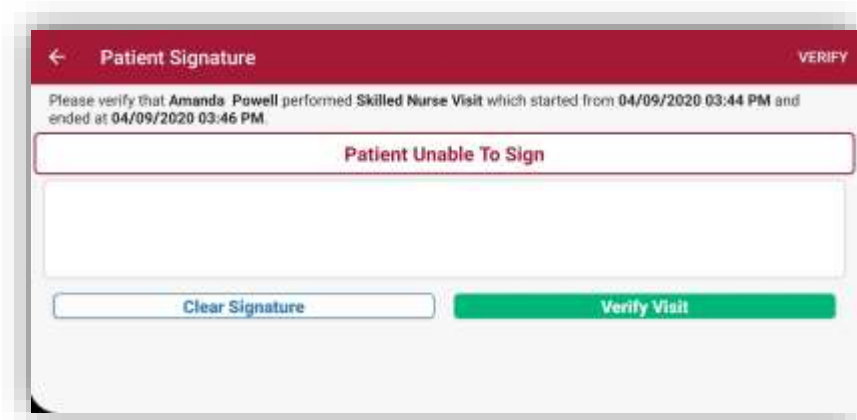 ← Patient Signature VERIFY
Please verify that Amanda Powell performed Skilled Nurse Visit which started from 04/09/2020 03:44 PM and
ended at 04/09/2020 03:46 PM.
Patient Unable To Sign
Clear Signature Verify Visit